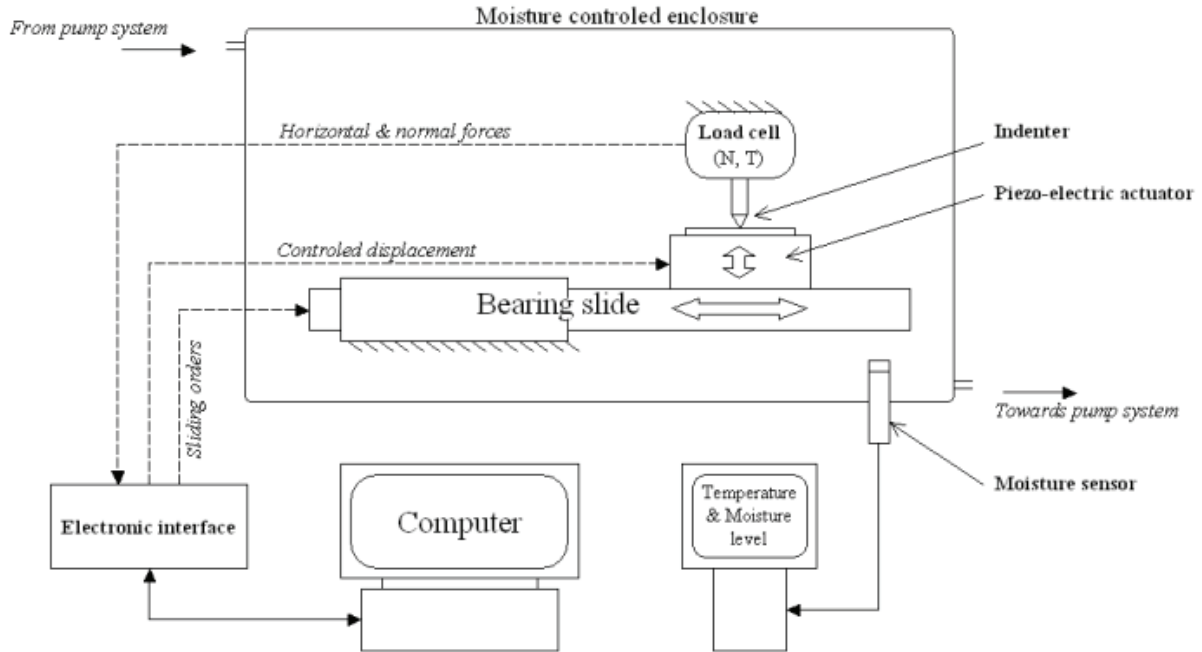 Moisture controled enclosure
From pump system
Horizontal & normal forces
Load cell
(N, T)
Indenter
Piezo-electric actuator
Controled displacement
Bearing slide
Sliding orders
Towards pump system
Moisture sensor
Electronic interface
Computer
Temperature
& Moisture
level